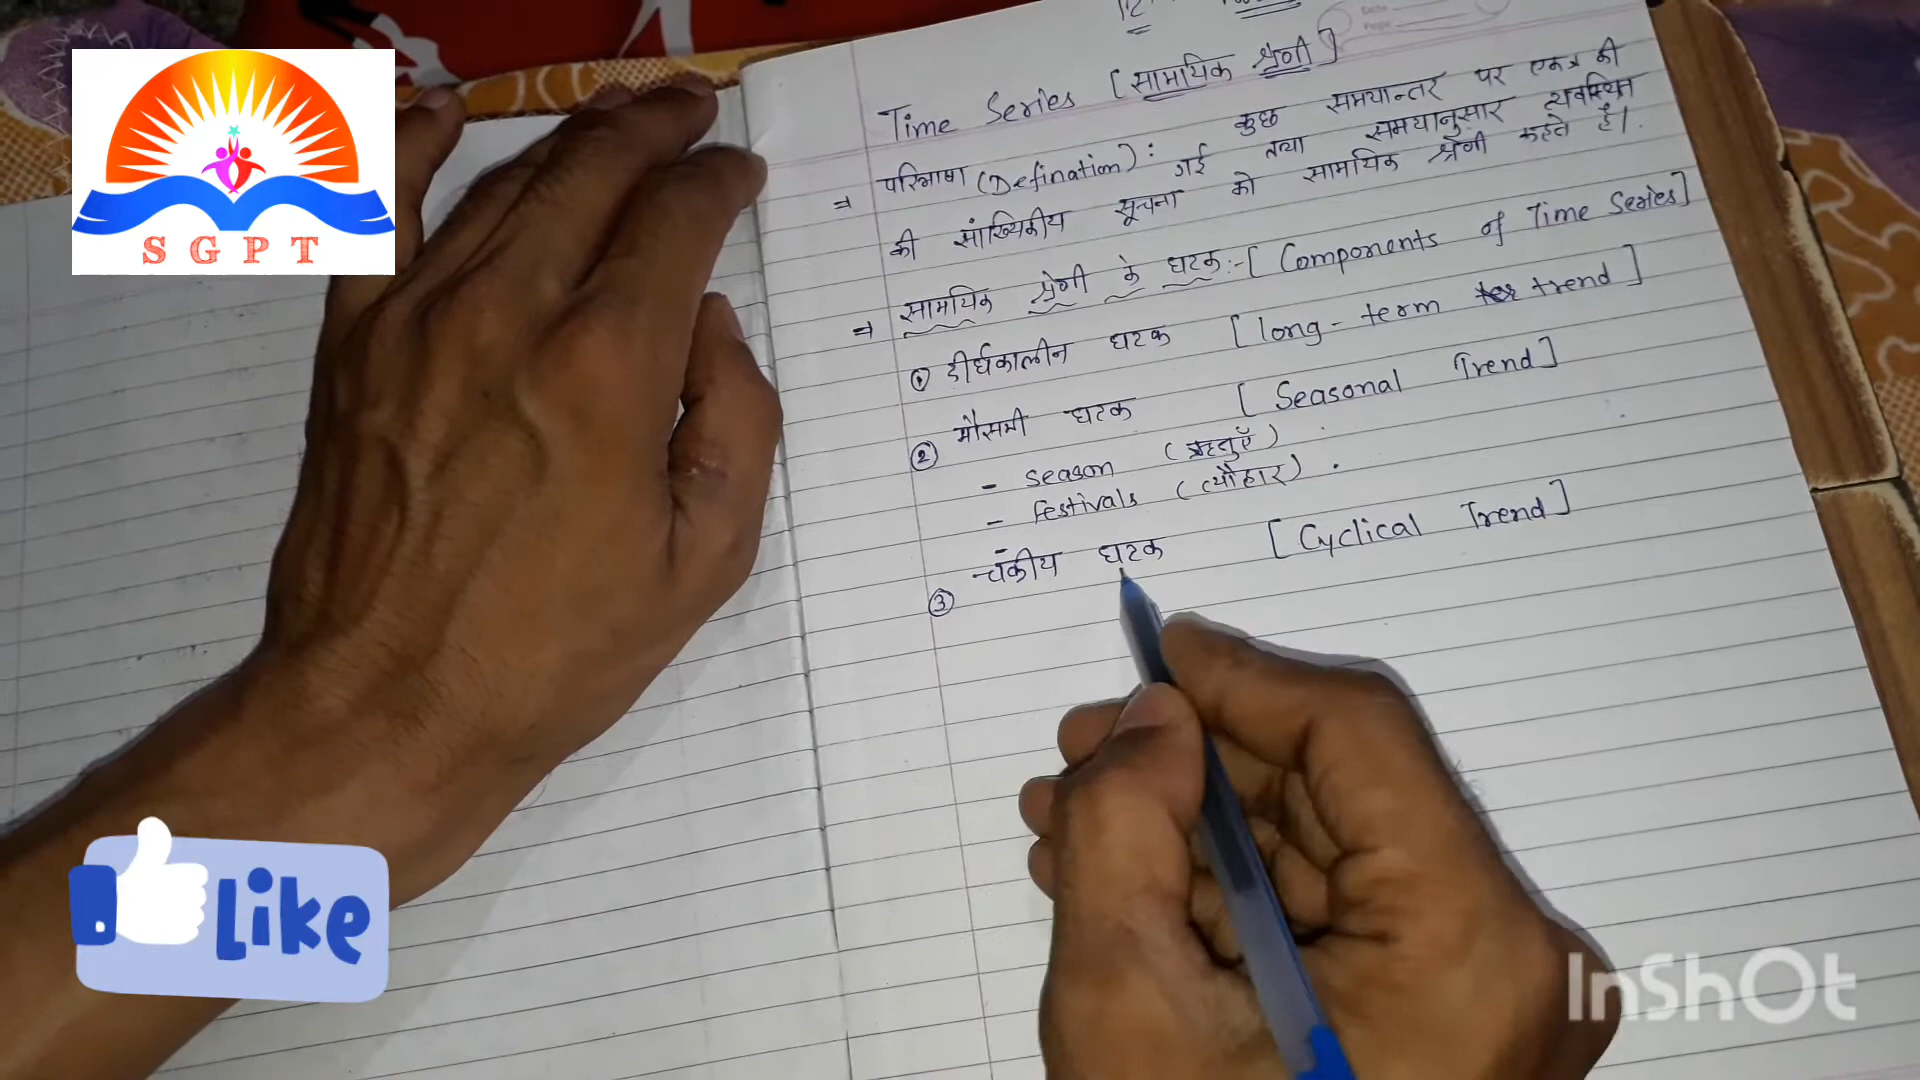 Time Series [सामयिक श्रेणी]
⇒ परिभाषा (Defination) : कुछ समयान्तर पर एकत्र की
गई तथा समयानुसार व्यवस्थित
की सांख्यिकीय सूचना को सामयिक श्रेणी कहते हैं।
⇒ सामयिक श्रेणी के घटक :- [Components of Time Series]
① दीर्घकालीन घटक [long-term trend]
② मौसमी घटक [Seasonal Trend]
- season (ऋतुएँ)
- festivals (त्यौहार)
③ चक्रीय घटक [Cyclical Trend]
SGPT
Like
InShOt